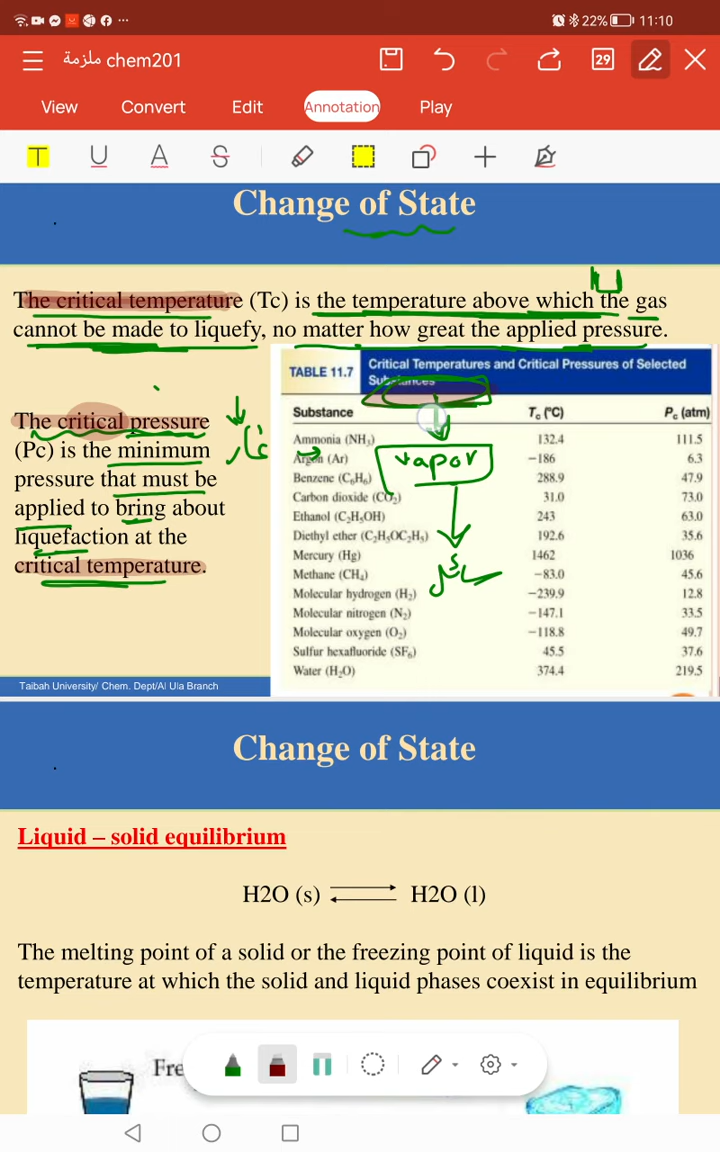 22% 11:10
ملزمة chem201
29
View Convert Edit Annotation Play
T U A S
Change of State
The critical temperature (Tc) is the temperature above which the gas
cannot be made to liquefy, no matter how great the applied pressure.
The critical pressure
(Pc) is the minimum
pressure that must be
applied to bring about
liquefaction at the
critical temperature.
غاز
TABLE 11.7 Critical Temperatures and Critical Pressures of Selected
Substances
Substance Tc (°C) Pc (atm)
Ammonia (NH₃) 132.4 111.5
Argon (Ar) −186 6.3
Benzene (C₆H₆) 288.9 47.9
Carbon dioxide (CO₂) 31.0 73.0
Ethanol (C₂H₅OH) 243 63.0
Diethyl ether (C₂H₅OC₂H₅) 192.6 35.6
Mercury (Hg) 1462 1036
Methane (CH₄) −83.0 45.6
Molecular hydrogen (H₂) −239.9 12.8
Molecular nitrogen (N₂) −147.1 33.5
Molecular oxygen (O₂) −118.8 49.7
Sulfur hexafluoride (SF₆) 45.5 37.6
Water (H₂O) 374.4 219.5
vapor
سائل
Taibah University/ Chem. Dept/Al Ula Branch
Change of State
Liquid – solid equilibrium
H2O (s) ⇌ H2O (l)
The melting point of a solid or the freezing point of liquid is the
temperature at which the solid and liquid phases coexist in equilibrium
Fre